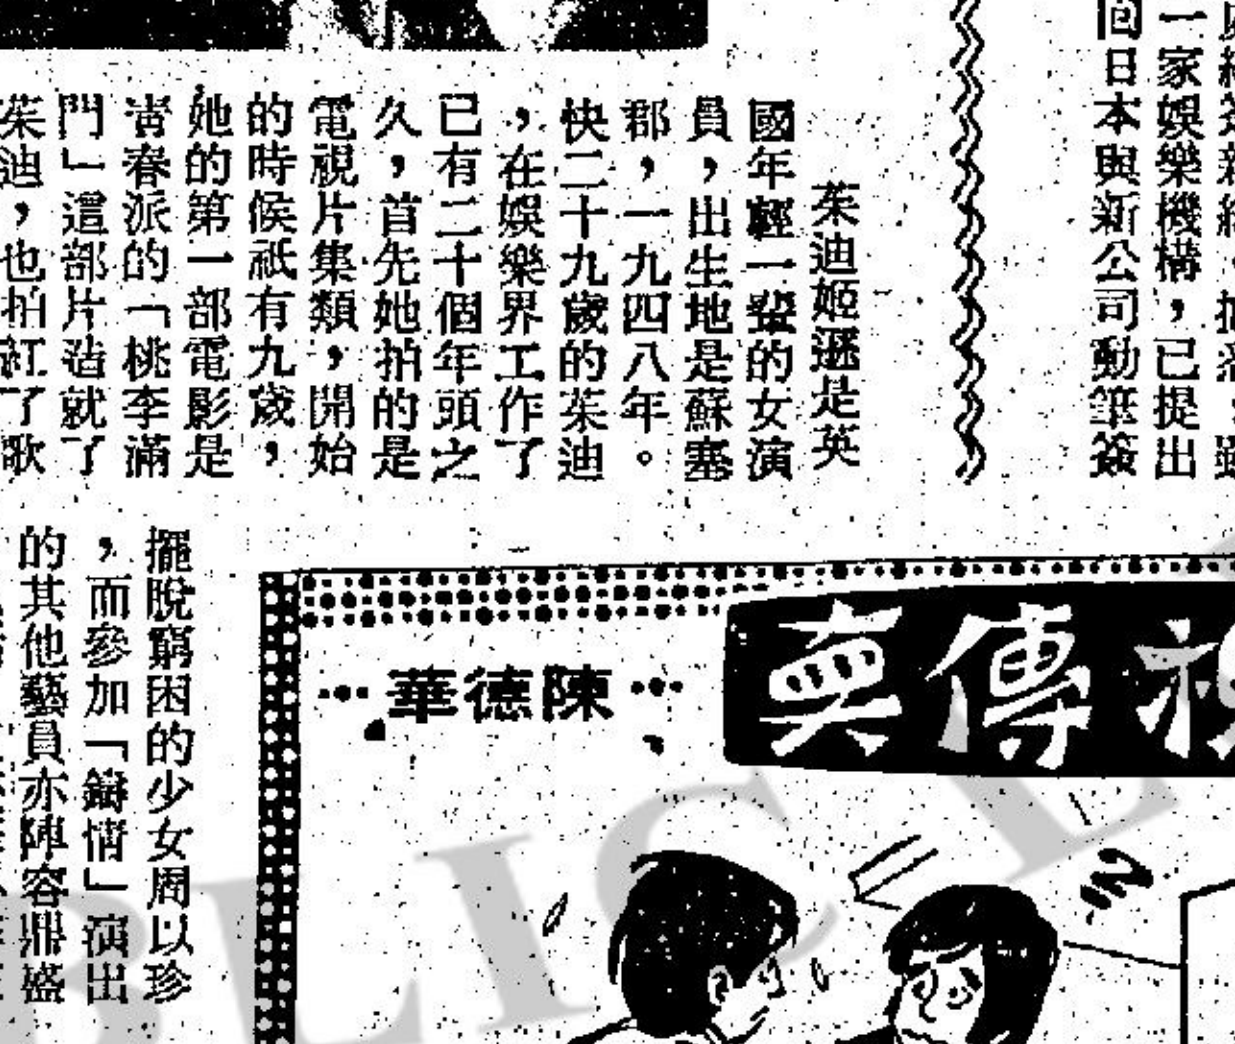 一家娛樂機構，已提出
回日本與新公司動筆簽
茱迪姬遜是英
國年輕一輩的女演
員，出生地是蘇塞
郡，一九四八年。
快二十九歲的茱迪
，在娛樂界工作了
已有二十個年頭之
久，首先她拍的是
電視片集類，開始
的時候祇有九歲，
她的第一部電影是
青春派的「桃李滿
門」這部片造就了
茱迪，也拍紅了歌
擺脫窮困的少女周以珍
，而參加「鑄情」演出
的其他藝員亦陣容鼎盛
傳真
…陳德華…